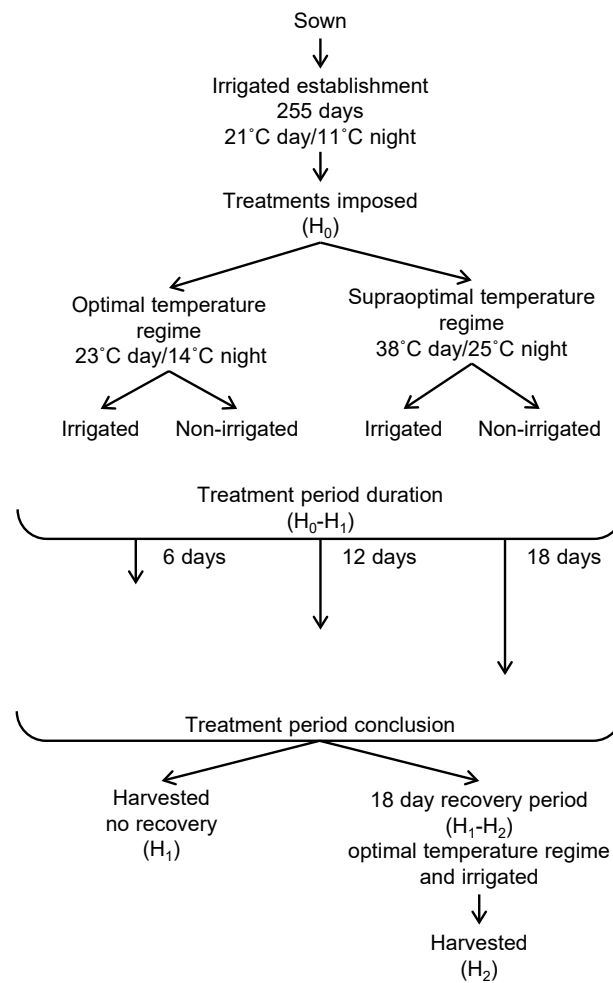 Sown
Irrigated establishment
255 days
21˚C day/11˚C night
Treatments imposed
(H₀)
Optimal temperature
regime
23˚C day/14˚C night
Supraoptimal temperature
regime
38˚C day/25˚C night
Irrigated
Non-irrigated
Irrigated
Non-irrigated
Treatment period duration
(H₀-H₁)
6 days
12 days
18 days
Treatment period conclusion
Harvested
no recovery
(H₁)
18 day recovery period
(H₁-H₂)
optimal temperature regime
and irrigated
Harvested
(H₂)